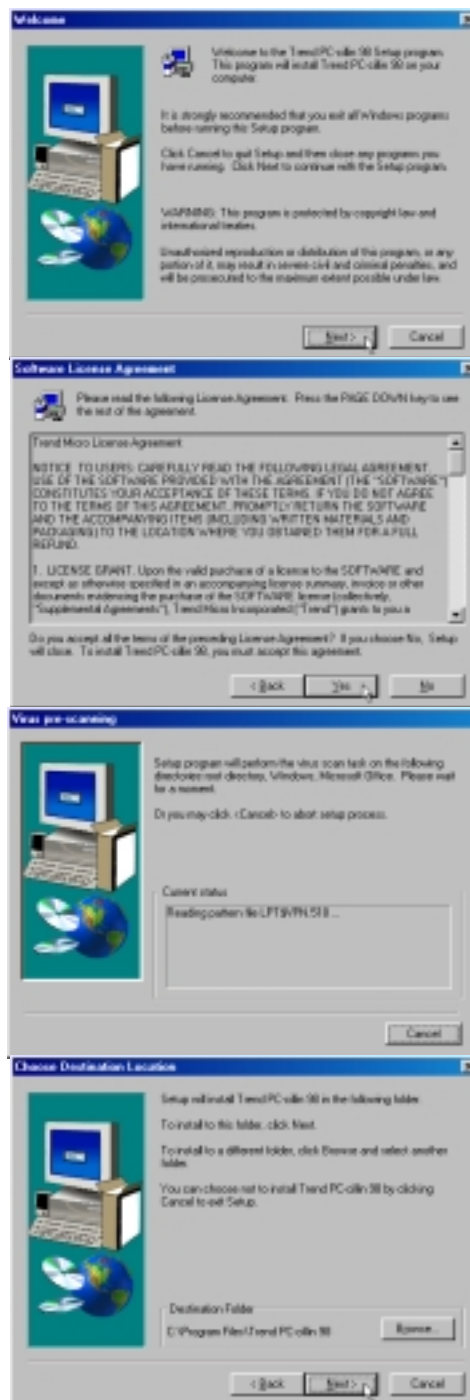 Welcome
Welcome to the Trend PC-cillin 98 Setup program.
This program will install Trend PC-cillin 98 on your
computer.
It is strongly recommended that you exit all Windows programs
before running this Setup program.
Click Cancel to quit Setup and then close any programs you
have running. Click Next to continue with the Setup program.
WARNING: This program is protected by copyright law and
international treaties.
Unauthorized reproduction or distribution of this program, or any
portion of it, may result in severe civil and criminal penalties, and
will be prosecuted to the maximum extent possible under law.
Next >
Cancel
Software License Agreement
Please read the following License Agreement. Press the PAGE DOWN key to see
the rest of the agreement.
Trend Micro License Agreement
NOTICE TO USERS: CAREFULLY READ THE FOLLOWING LEGAL AGREEMENT.
USE OF THE SOFTWARE PROVIDED WITH THE AGREEMENT (THE "SOFTWARE")
CONSTITUTES YOUR ACCEPTANCE OF THESE TERMS. IF YOU DO NOT AGREE
TO THE TERMS OF THIS AGREEMENT, PROMPTLY RETURN THE SOFTWARE
AND THE ACCOMPANYING ITEMS (INCLUDING WRITTEN MATERIALS AND
PACKAGING) TO THE LOCATION WHERE YOU OBTAINED THEM FOR A FULL
REFUND.
1. LICENSE GRANT. Upon the valid purchase of a license to the SOFTWARE and
except as otherwise specified in an accompanying license summary, invoice or other
documents evidencing the purchase of the SOFTWARE license (collectively,
"Supplemental Agreements"), Trend Micro Incorporated ("Trend") grants to you a
Do you accept all the terms of the preceding License Agreement? If you choose No, Setup
will close. To install Trend PC-cillin 98, you must accept this agreement.
< Back
Yes
No
Virus pre-scanning
Setup program will perform the virus scan task on the following
directories: root directory, Windows, Microsoft Office. Please wait
for a moment.
Or you may click <Cancel> to abort setup process.
Current status
Reading pattern file LPT$VPN.510 ...
Cancel
Choose Destination Location
Setup will install Trend PC-cillin 98 in the following folder.
To install to this folder, click Next.
To install to a different folder, click Browse and select another
folder.
You can choose not to install Trend PC-cillin 98 by clicking
Cancel to exit Setup.
Destination Folder
C:\Program Files\Trend PC-cillin 98
Browse...
< Back
Next >
Cancel